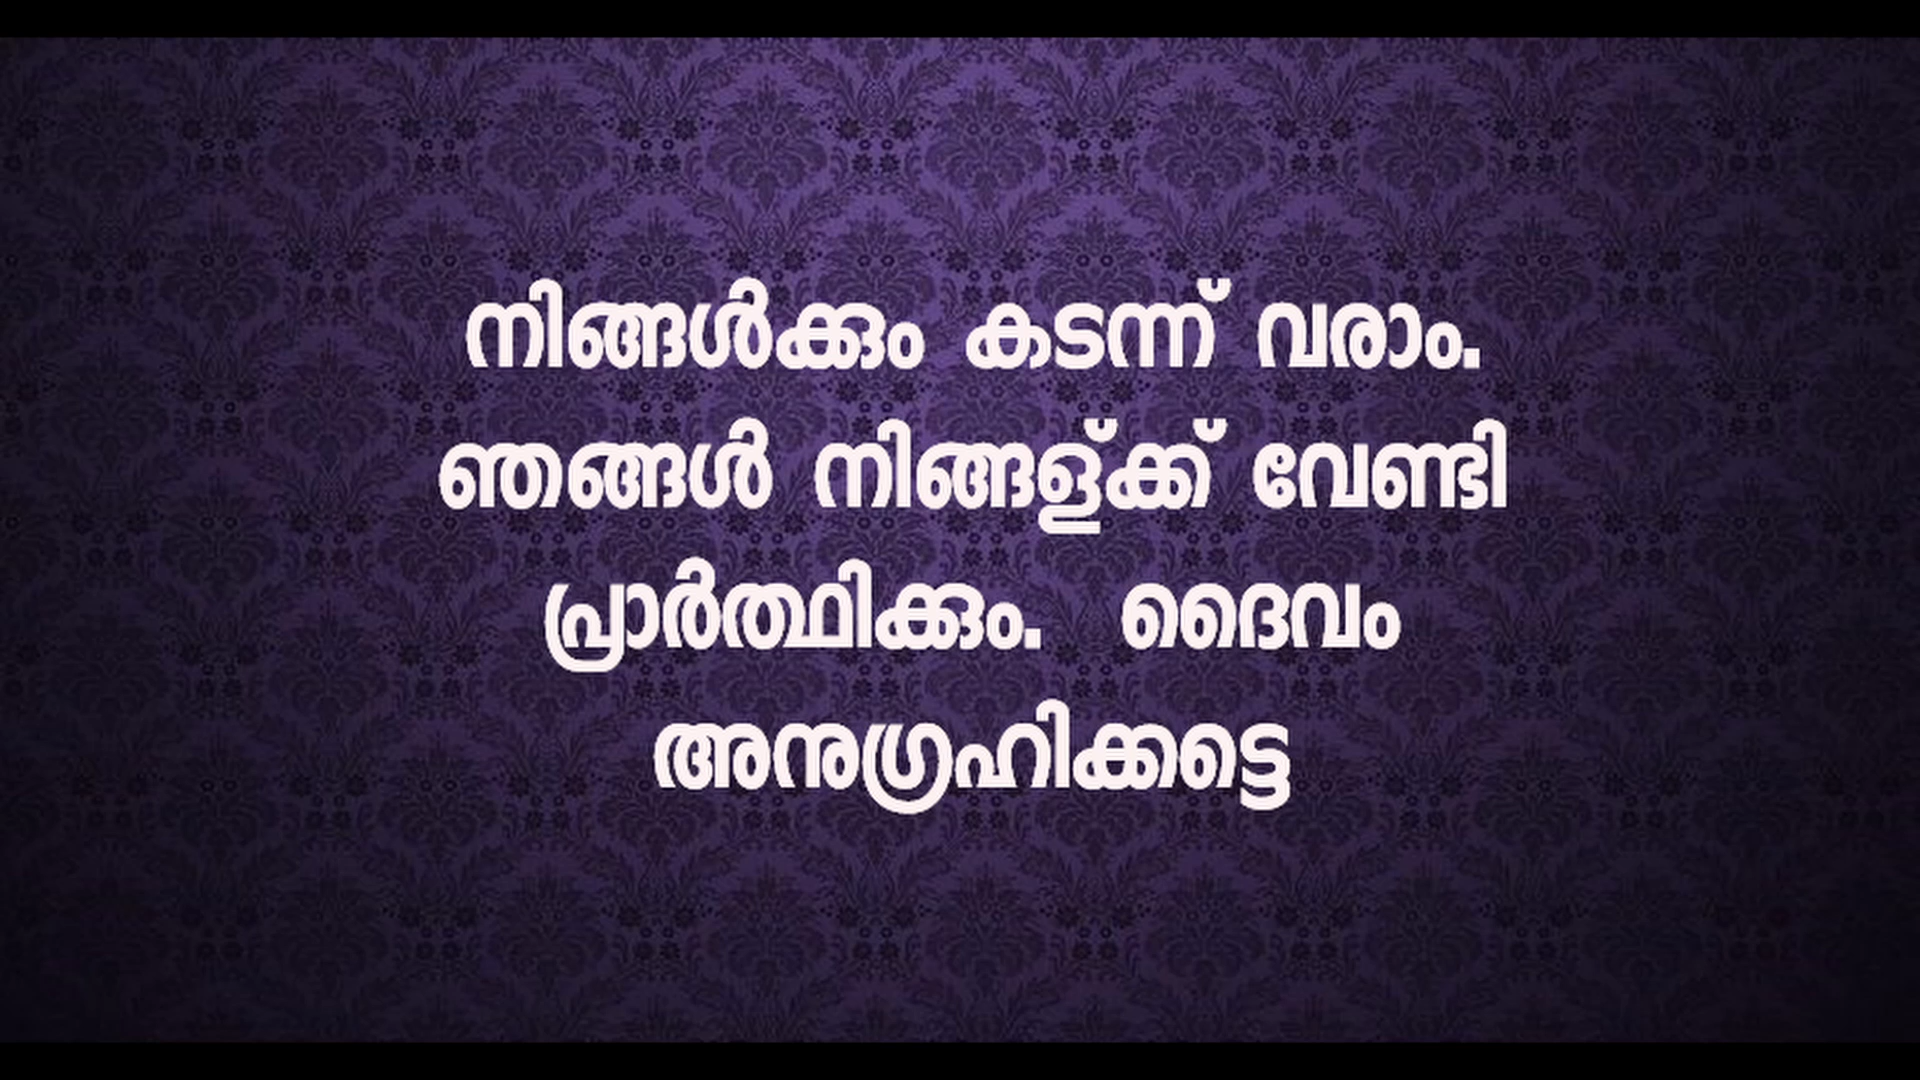 നിങ്ങൾക്കും കടന്ന് വരാം.
ഞങ്ങൾ നിങ്ങള്ക്ക് വേണ്ടി
പ്രാർത്ഥിക്കും. ദൈവം
അനുഗ്രഹിക്കട്ടെ